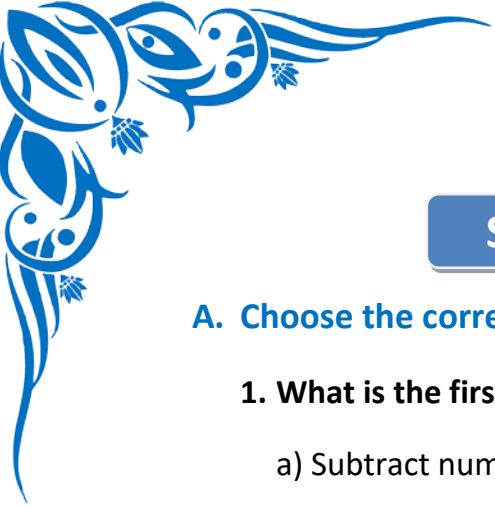 S
A. Choose the corre
1. What is the firs
a) Subtract num